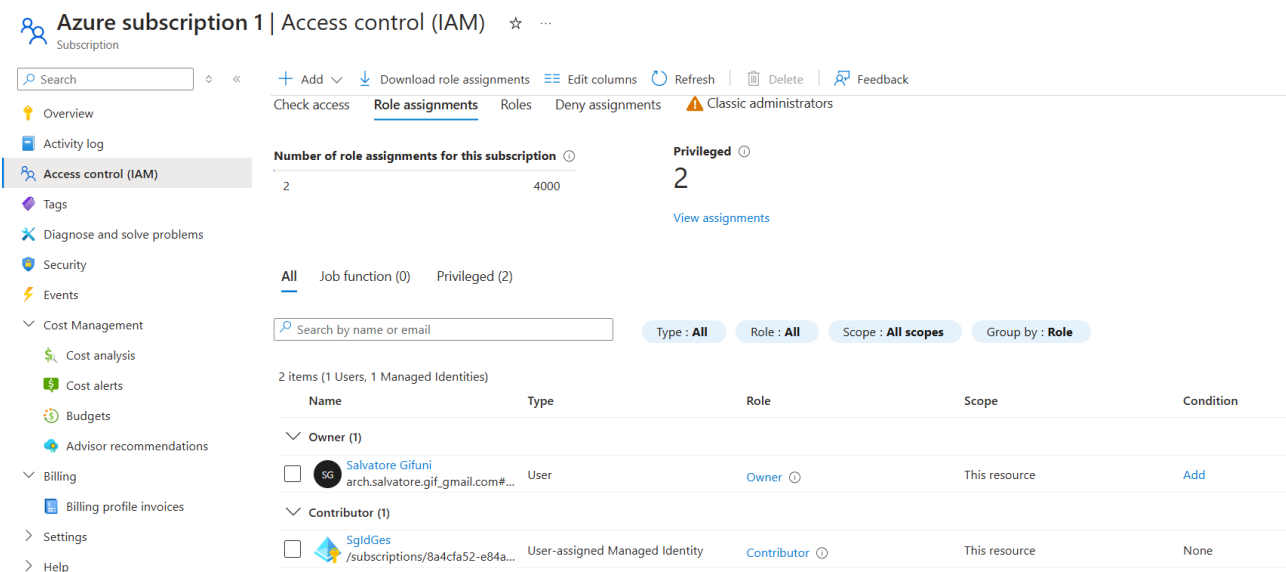 Azure subscription 1 | Access control (IAM) ☆ ...
Subscription
Search
Add Download role assignments Edit columns Refresh Delete Feedback
Overview
Activity log
Access control (IAM)
Tags
Diagnose and solve problems
Security
Events
Cost Management
Cost analysis
Cost alerts
Budgets
Advisor recommendations
Billing
Billing profile invoices
Settings
Help
Check access Role assignments Roles Deny assignments Classic administrators
Number of role assignments for this subscription
2 4000
Privileged
2
View assignments
All Job function (0) Privileged (2)
Search by name or email
Type : All Role : All Scope : All scopes Group by : Role
2 items (1 Users, 1 Managed Identities)
Name Type Role Scope Condition
Owner (1)
SG Salvatore Gifuni User Owner This resource Add
arch.salvatore.gif_gmail.com#...
Contributor (1)
SgIdGes User-assigned Managed Identity Contributor This resource None
/subscriptions/8a4cfa52-e84a...